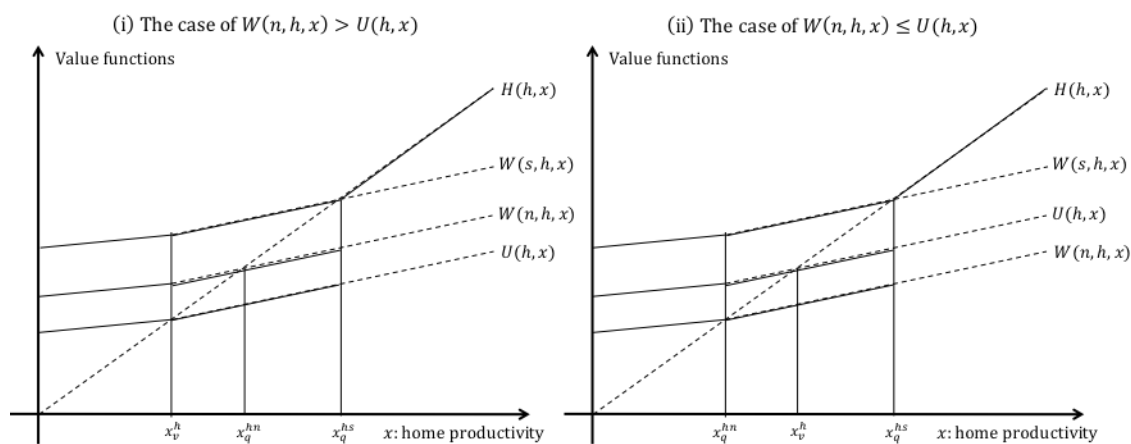 (i) The case of W(n, h, x) > U(h, x)
Value functions
H(h, x)
W(s, h, x)
W(n, h, x)
U(h, x)
x_v^h
x_q^{hn}
x_q^{hs}
x: home productivity
(ii) The case of W(n, h, x) ≤ U(h, x)
Value functions
H(h, x)
W(s, h, x)
U(h, x)
W(n, h, x)
x_q^{hn}
x_v^h
x_q^{hs}
x: home productivity